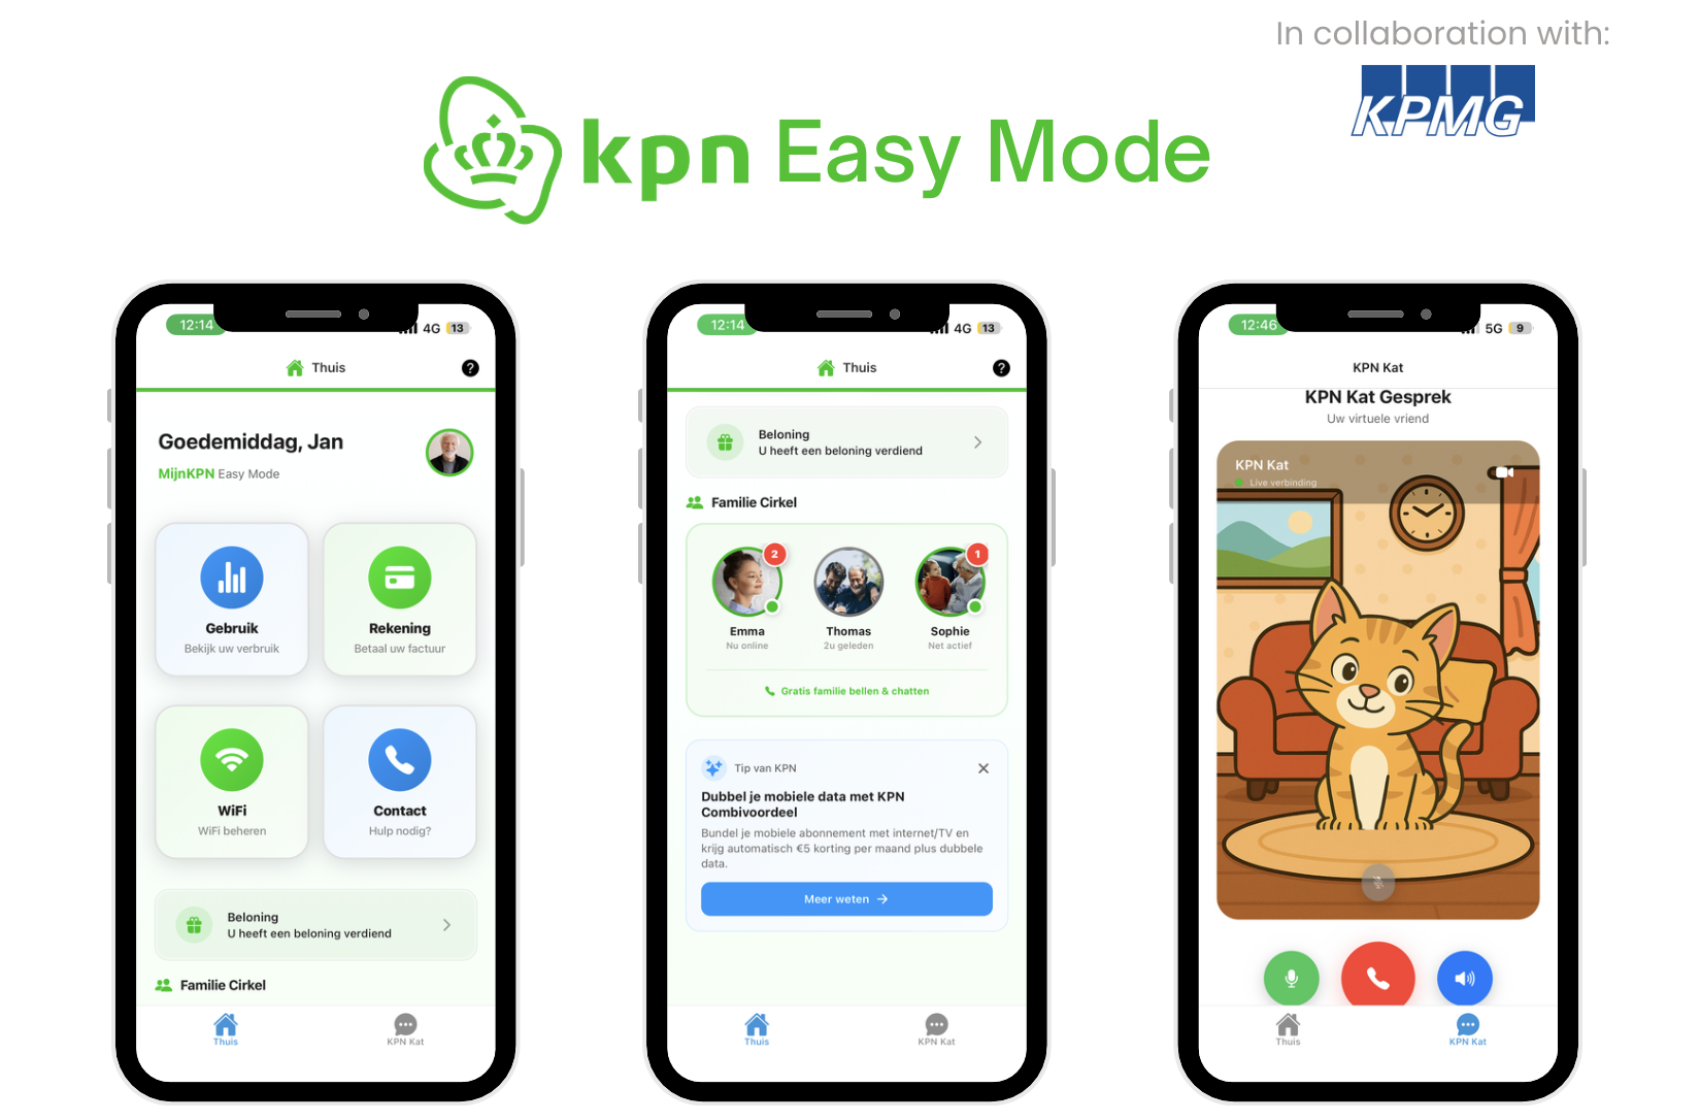 In collaboration with:
KPMG
kpn Easy Mode
12:14
4G 13
Thuis
?
Goedemiddag, Jan
MijnKPN Easy Mode
Gebruik
Bekijk uw verbruik
Rekening
Betaal uw factuur
WiFi
WiFi beheren
Contact
Hulp nodig?
Beloning
U heeft een beloning verdiend
Familie Cirkel
Thuis
KPN Kat
12:14
4G 13
Thuis
?
Beloning
U heeft een beloning verdiend
Familie Cirkel
2
1
Emma
Nu online
Thomas
2u geleden
Sophie
Net actief
Gratis familie bellen & chatten
Tip van KPN
Dubbel je mobiele data met KPN
Combivoordeel
Bundel je mobiele abonnement met internet/TV en
krijg automatisch €5 korting per maand plus dubbele
data.
Meer weten →
Thuis
KPN Kat
12:46
5G 9
KPN Kat
KPN Kat Gesprek
Uw virtuele vriend
KPN Kat
Live verbinding
Thuis
KPN Kat